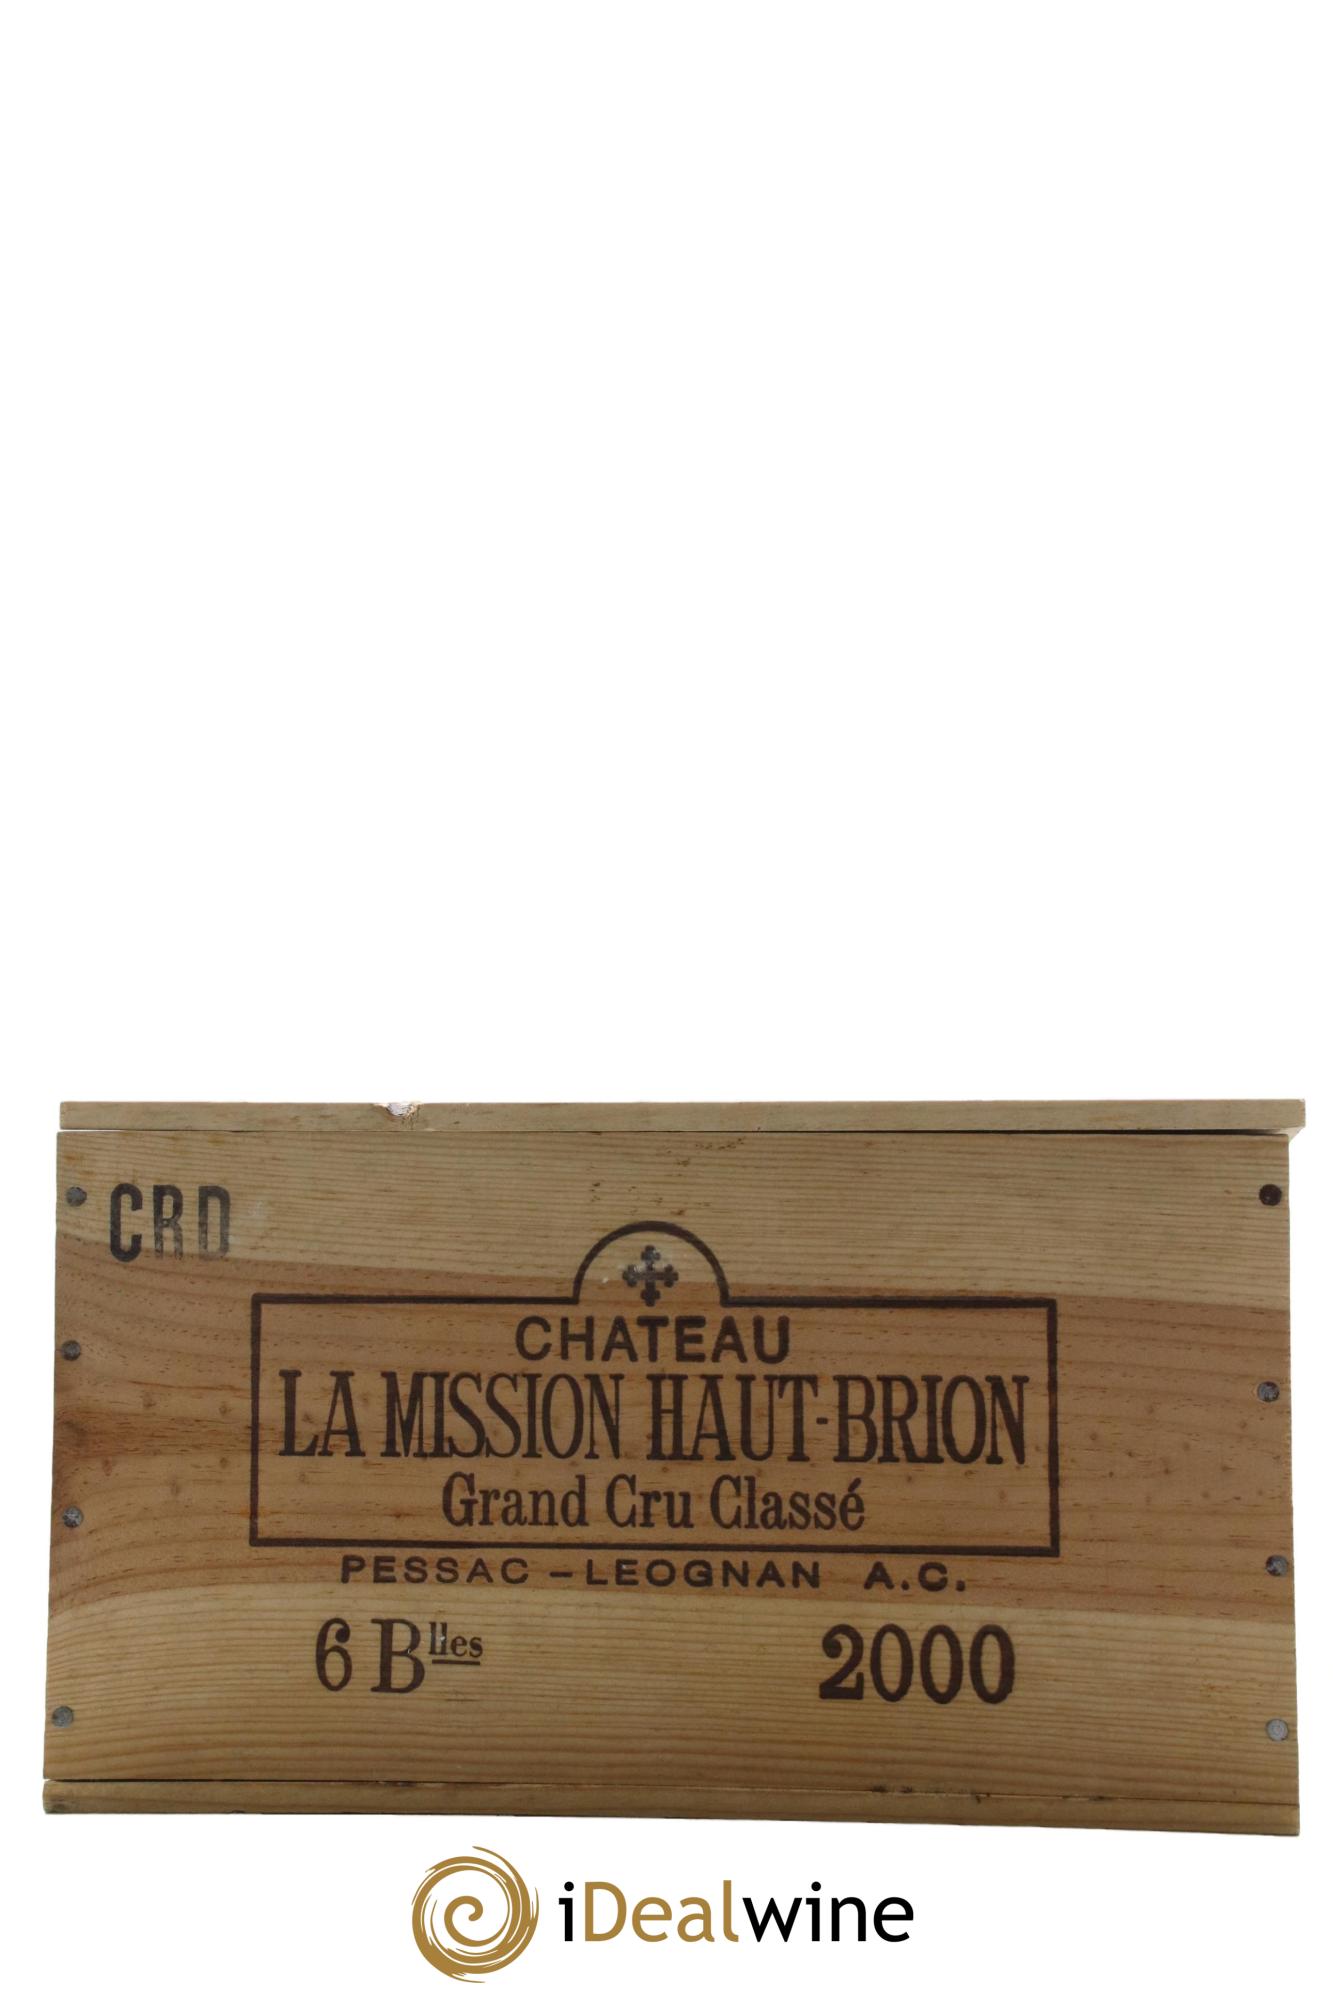 CRD
CHATEAU
LA MISSION HAUT-BRION
Grand Cru Classé
PESSAC - LEOGNAN A.C.
6 Blles 2000
iDealwine